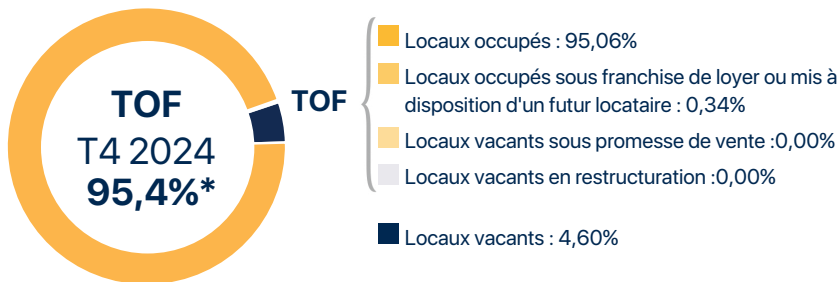 TOF
T4 2024
95,4%*
TOF
Locaux occupés : 95,06%
Locaux occupés sous franchise de loyer ou mis à
disposition d'un futur locataire : 0,34%
Locaux vacants sous promesse de vente :0,00%
Locaux vacants en restructuration :0,00%
Locaux vacants : 4,60%